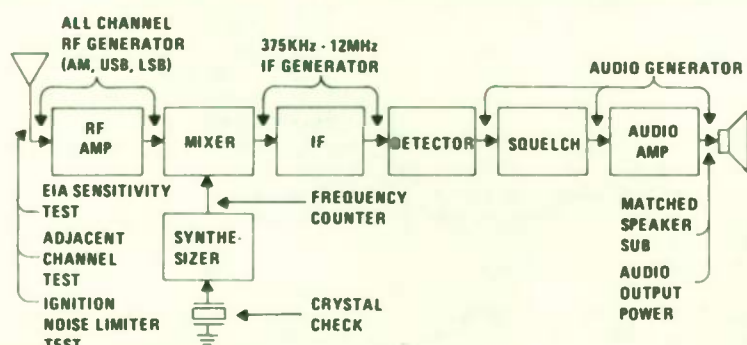 ALL CHANNEL
RF GENERATOR
(AM, USB, LSB)
375KHz - 12MHz
IF GENERATOR
AUDIO GENERATOR
RF
AMP
MIXER
IF
DETECTOR
SQUELCH
AUDIO
AMP
EIA SENSITIVITY
TEST
ADJACENT
CHANNEL
TEST
IGNITION
NOISE LIMITER
TEST
FREQUENCY
COUNTER
SYNTHE-
SIZER
CRYSTAL
CHECK
MATCHED
SPEAKER
SUB
AUDIO
OUTPUT
POWER